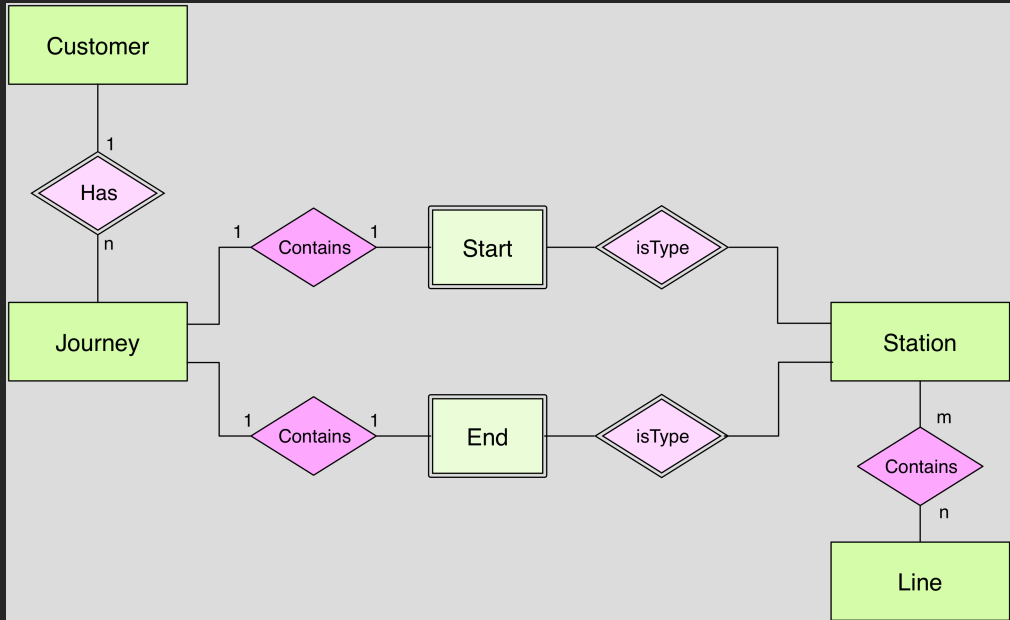 Customer
1
Has
n
Journey
1
Contains
1
Start
isType
1
Contains
1
End
isType
Station
m
Contains
n
Line